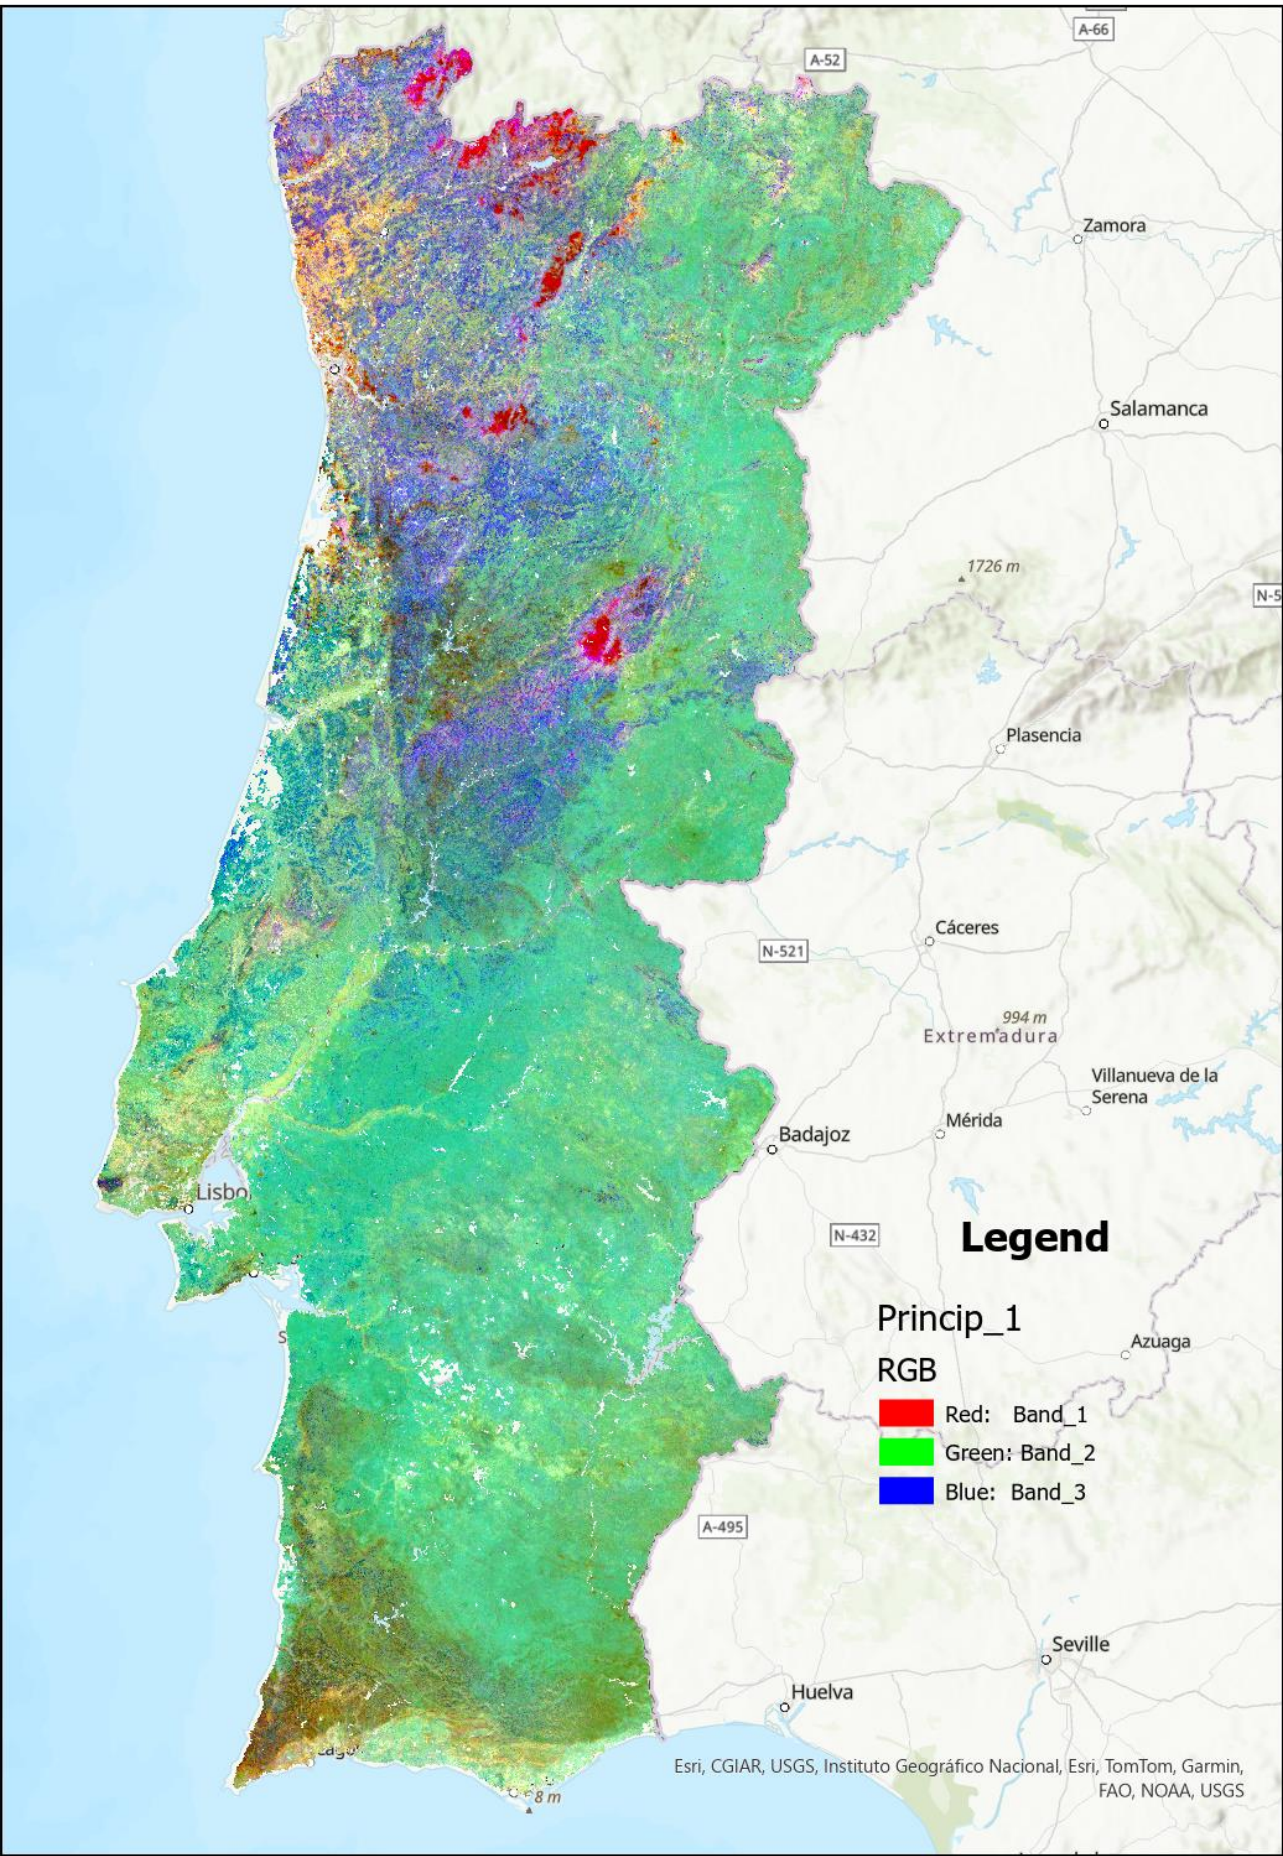 A-66
A-52
Zamora
Salamanca
1726 m
N-5
Plasencia
Cáceres
N-521
994 m
Extremadura
Villanueva de la
Serena
Mérida
Badajoz
Lisbo
N-432
Legend
Princip_1
RGB
Red: Band_1
Green: Band_2
Blue: Band_3
S
Azuaga
A-495
Seville
Huelva
Esri, CGIAR, USGS, Instituto Geográfico Nacional, Esri, TomTom, Garmin,
FAO, NOAA, USGS
8 m